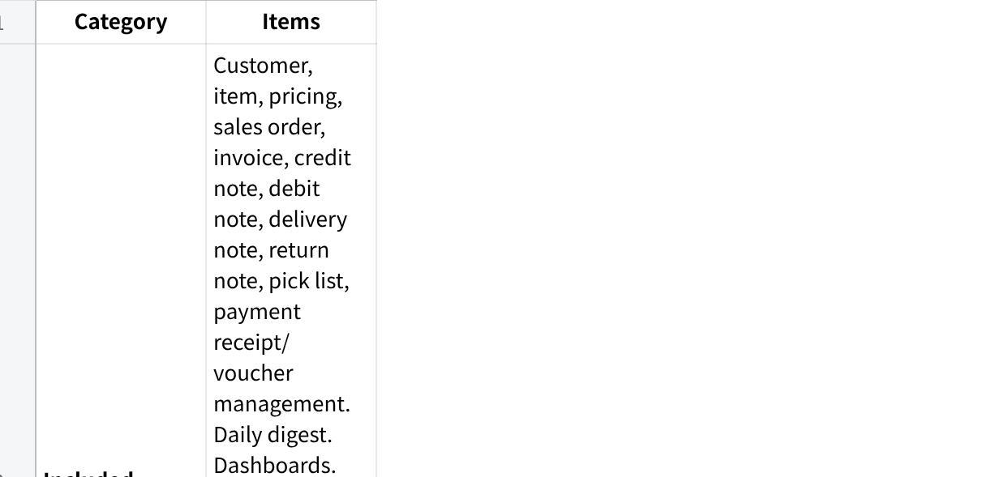 1
Category
Items
Customer,
item, pricing,
sales order,
invoice, credit
note, debit
note, delivery
note, return
note, pick list,
payment
receipt/
voucher
management.
Daily digest.
Dashboards.
Included